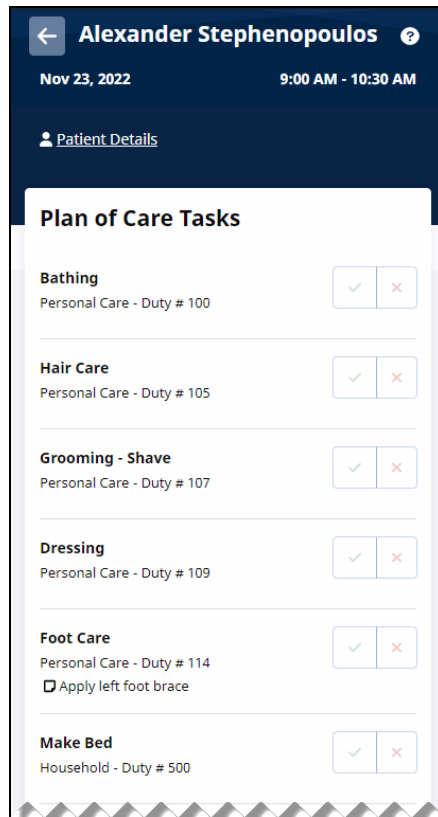 Alexander Stephenopoulos
Nov 23, 2022 9:00 AM - 10:30 AM
Patient Details
Plan of Care Tasks
Bathing
Personal Care - Duty # 100
Hair Care
Personal Care - Duty # 105
Grooming - Shave
Personal Care - Duty # 107
Dressing
Personal Care - Duty # 109
Foot Care
Personal Care - Duty # 114
Apply left foot brace
Make Bed
Household - Duty # 500